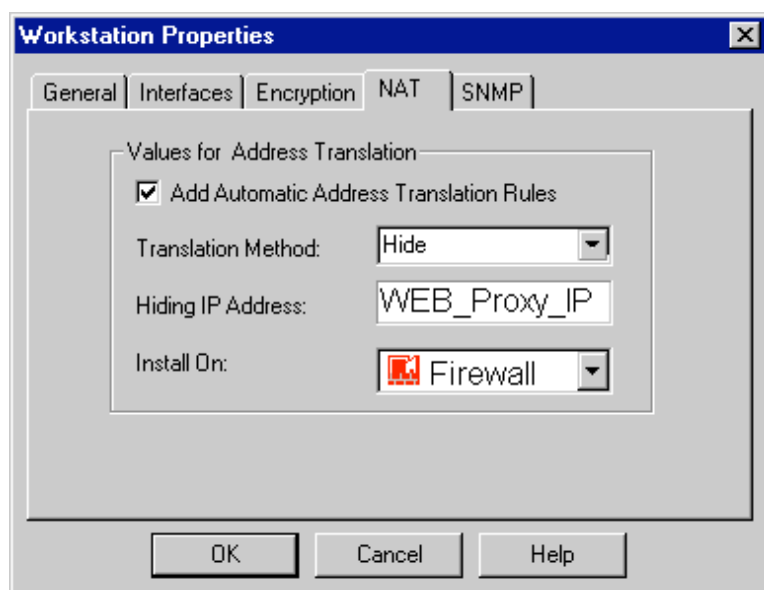 Workstation Properties
General Interfaces Encryption NAT SNMP
Values for Address Translation
Add Automatic Address Translation Rules
Translation Method: Hide
Hiding IP Address: WEB_Proxy_IP
Install On: Firewall
OK Cancel Help